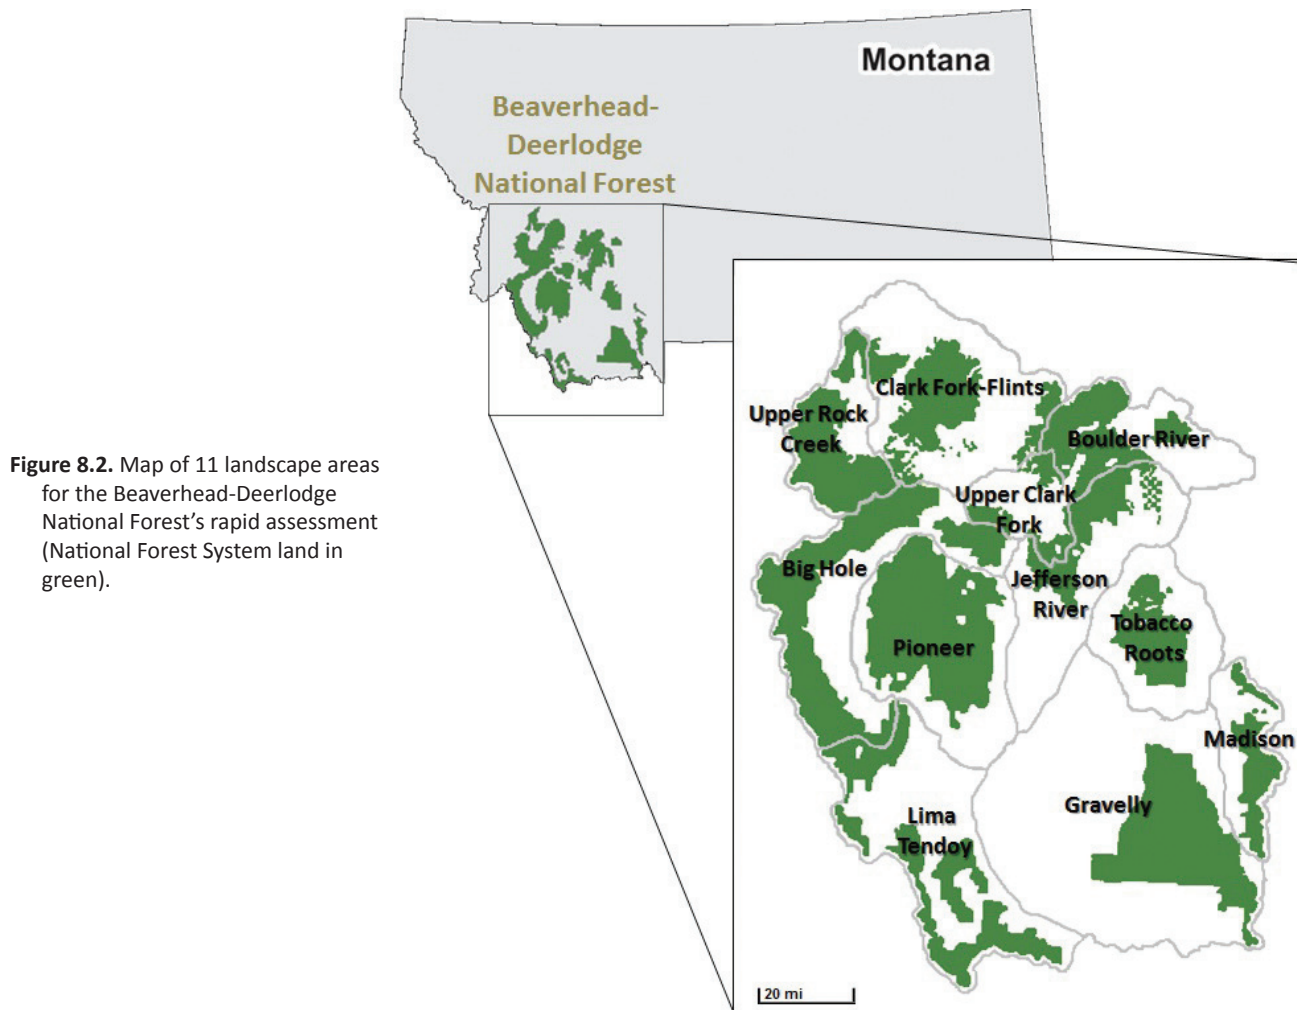 Montana
Beaverhead-
Deerlodge
National Forest
Figure 8.2. Map of 11 landscape areas
for the Beaverhead-Deerlodge
National Forest’s rapid assessment
(National Forest System land in
green).
Clark Fork-Flints
Upper Rock
Creek
Boulder River
Upper Clark
Fork
Big Hole
Jefferson
River
Pioneer
Tobacco
Roots
Madison
Gravelly
Lima
Tendoy
20 mi